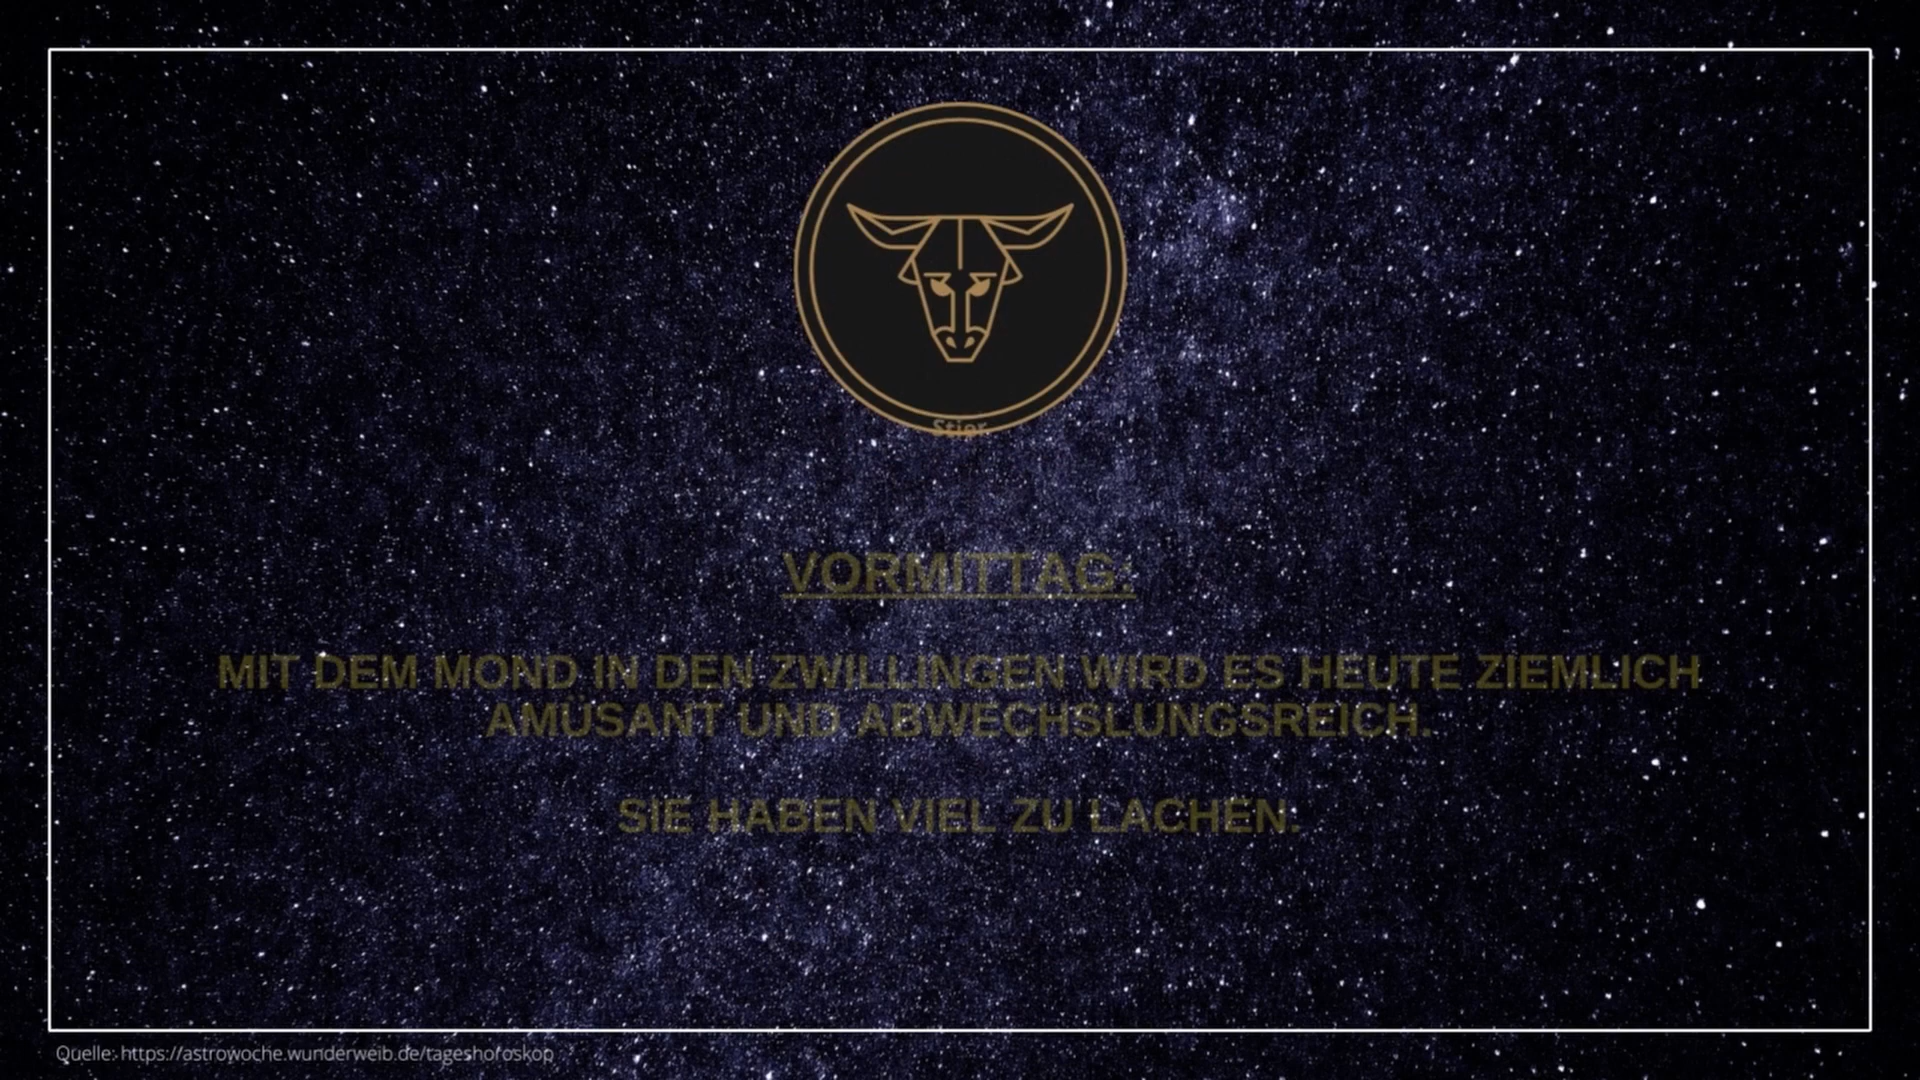 Stier
VORMITTAG:
MIT DEM MOND IN DEN ZWILLINGEN WIRD ES HEUTE ZIEMLICH
AMÜSANT UND ABWECHSLUNGSREICH.
SIE HABEN VIEL ZU LACHEN.
Quelle: https://astrowoche.wunderweib.de/tageshoroskop